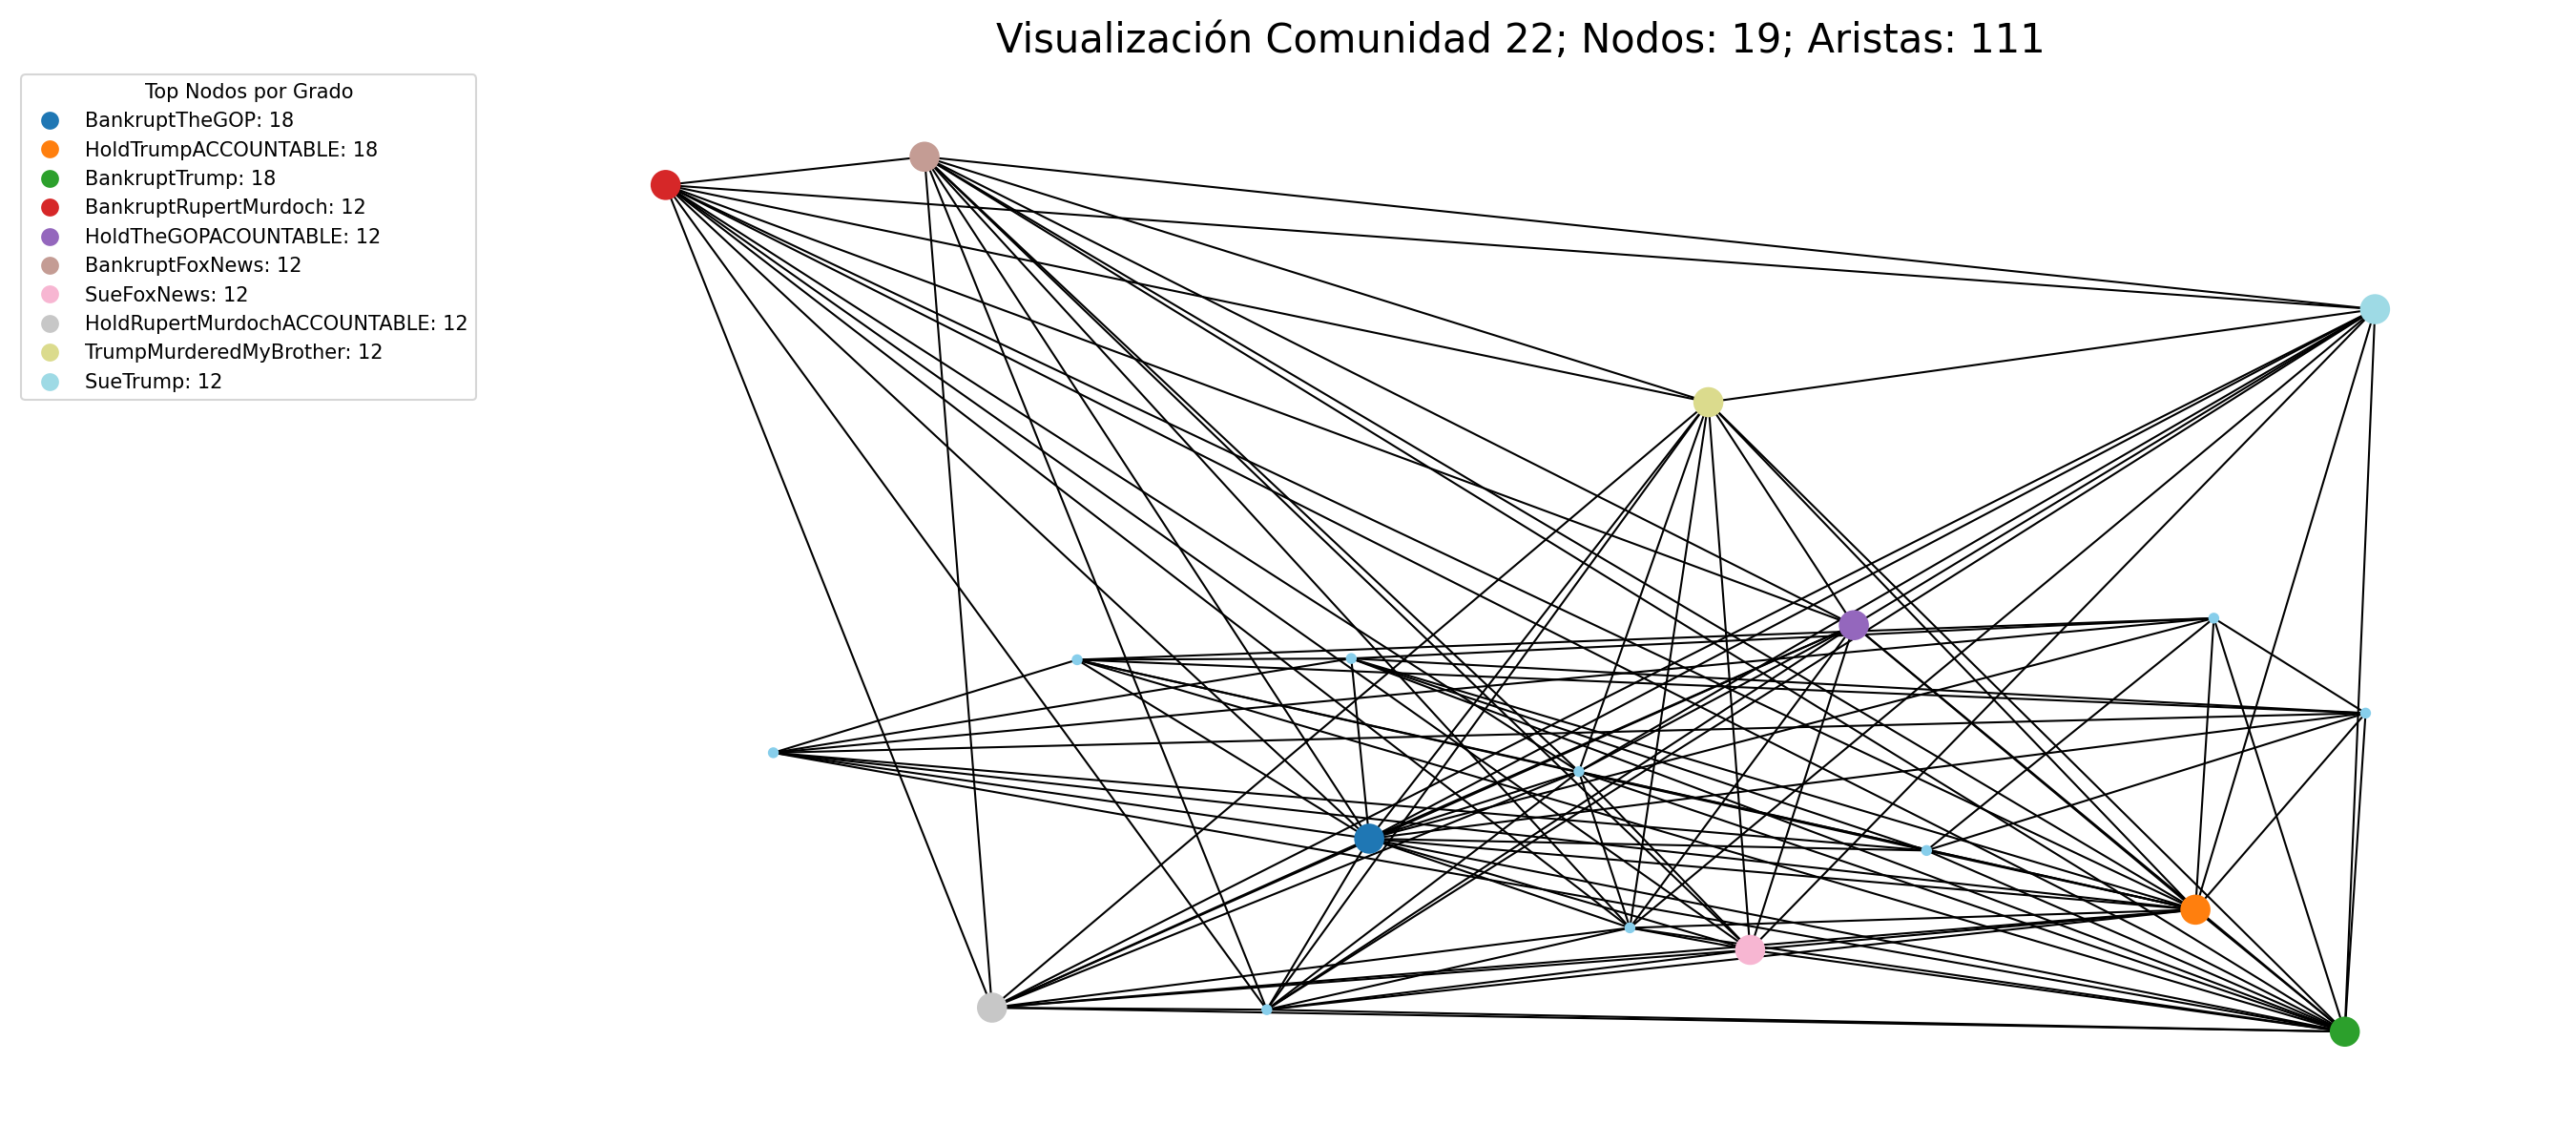 Visualización Comunidad 22; Nodos: 19; Aristas: 111
Top Nodos por Grado
BankruptTheGOP: 18
HoldTrumpACCOUNTABLE: 18
BankruptTrump: 18
BankruptRupertMurdoch: 12
HoldTheGOPACOUNTABLE: 12
BankruptFoxNews: 12
SueFoxNews: 12
HoldRupertMurdochACCOUNTABLE: 12
TrumpMurderedMyBrother: 12
SueTrump: 12